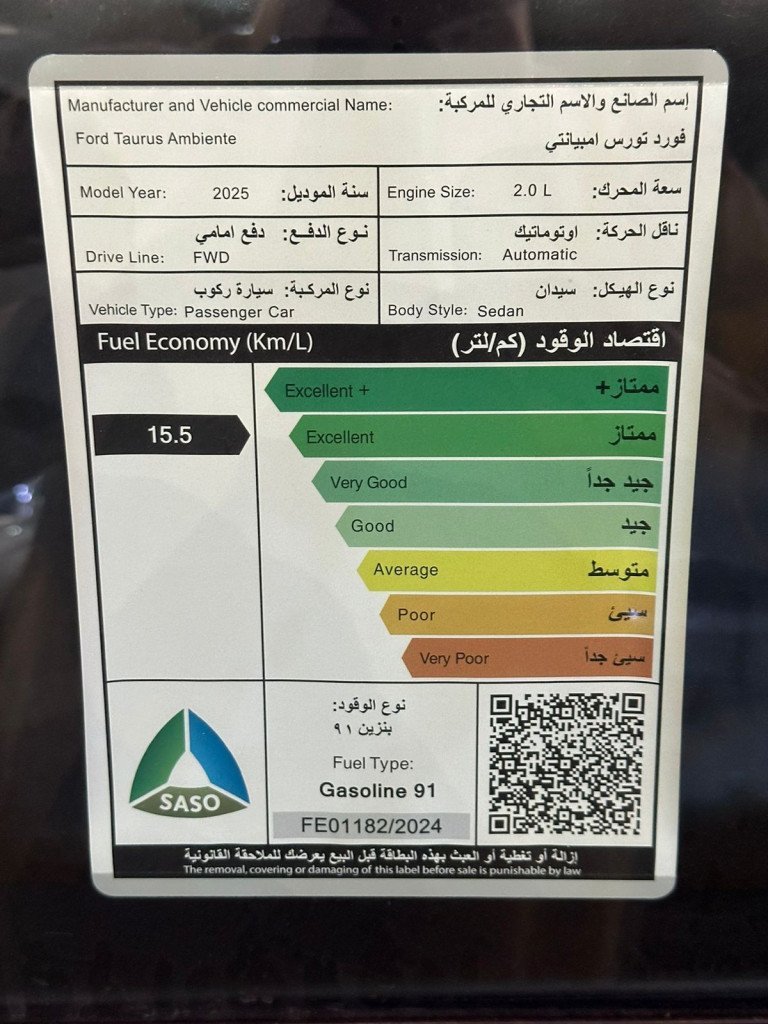 Manufacturer and Vehicle commercial Name: إسم الصانع والاسم التجاري للمركبة:
Ford Taurus Ambiente فورد تورس امبيانتي
Model Year: 2025 سنة الموديل:
Engine Size: 2.0 L سعة المحرك:
نـوع الدفـع: دفع امامي
Drive Line: FWD
ناقل الحركة: اوتوماتيك
Transmission: Automatic
نوع المركـبة: سيارة ركوب
Vehicle Type: Passenger Car
نوع الهيكل: سيدان
Body Style: Sedan
Fuel Economy (Km/L) اقتصاد الوقود (كم/لتر)
Excellent + ممتاز+
15.5
Excellent ممتاز
Very Good جيد جداً
Good جيد
Average متوسط
Poor سيئ
Very Poor سيئ جداً
SASO
نوع الوقود:
بنزين ٩١
Fuel Type:
Gasoline 91
FE01182/2024
إزالة أو تغطية أو العبث بهذه البطاقة قبل البيع يعرضك للملاحقة القانونية
The removal, covering or damaging of this label before sale is punishable by law